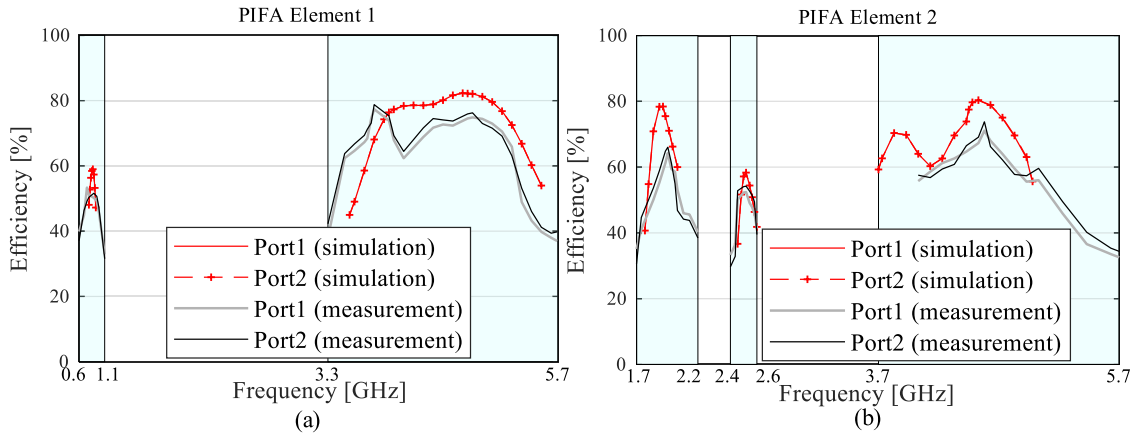 PIFA Element 1
100
80
60
40
20
0
Efficiency [%]
Port1 (simulation)
Port2 (simulation)
Port1 (measurement)
Port2 (measurement)
0.6 1.1 3.3 5.7
Frequency [GHz]
(a)
PIFA Element 2
100
80
60
40
20
0
Efficiency [%]
Port1 (simulation)
Port2 (simulation)
Port1 (measurement)
Port2 (measurement)
1.7 2.2 2.4 2.6 3.7 5.7
Frequency [GHz]
(b)